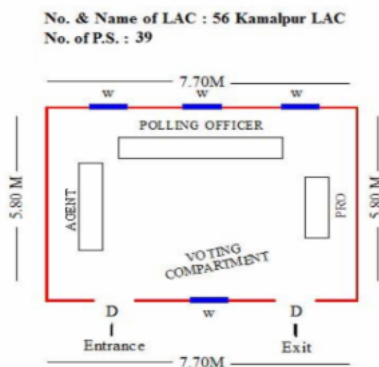 No. & Name of LAC : 56 Kamalpur LAC
No. of P.S. : 39
7.70M
W W W
POLLING OFFICER
5.80 M
AGENT
PRO
5.80 M
VOTING
COMPARTMENT
D W D
Entrance Exit
7.70M